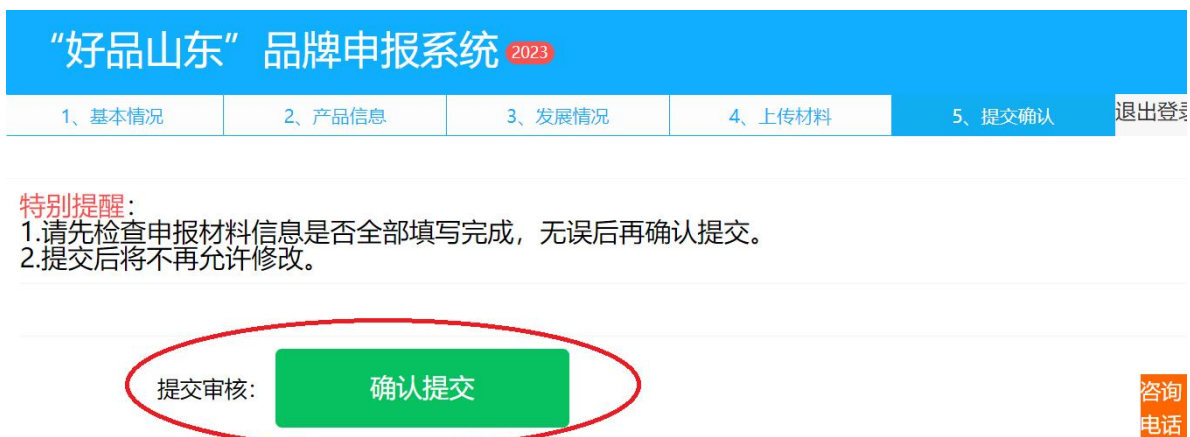 “好品山东”品牌申报系统 2023
1、基本情况
2、产品信息
3、发展情况
4、上传材料
5、提交确认
退出登录
特别提醒：
1.请先检查申报材料信息是否全部填写完成，无误后再确认提交。
2.提交后将不再允许修改。
提交审核：
确认提交
咨询
电话